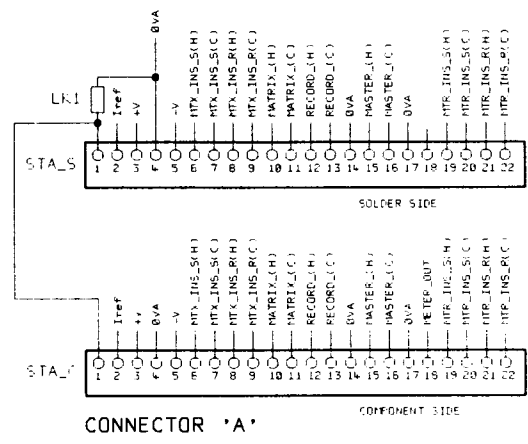 0VA
LK1
Iref
+V
-V
MTX_INS_S(H)
MTX_INS_S(C)
MTX_INS_R(H)
MTX_INS_R(C)
MATRIX_(H)
MATRIX_(C)
RECORD_(H)
RECORD_(C)
0VA
MASTER_(H)
MASTER_(C)
0VA
MTR_INS_S(H)
MTR_INS_S(C)
MTR_INS_R(H)
MTR_INS_R(C)
STA_S
1 2 3 4 5 6 7 8 9 10 11 12 13 14 15 16 17 18 19 20 21 22
SOLDER SIDE
Iref
+v
0VA
-V
MTX_INS_S(H)
MTX_INS_S(C)
MTX_INS_R(H)
MTX_INS_R(C)
MATRIX_(H)
MATRIX_(C)
RECORD_(H)
RECORD_(C)
0VA
MASTER_(H)
MASTER_(C)
0VA
METER_OUT
MTR_INS_S(H)
MTR_INS_S(C)
MTR_INS_R(H)
MTR_INS_R(C)
1 2 3 4 5 6 7 8 9 10 11 12 13 14 15 16 17 18 19 20 21 22
COMPONENT SIDE
CONNECTOR 'A'